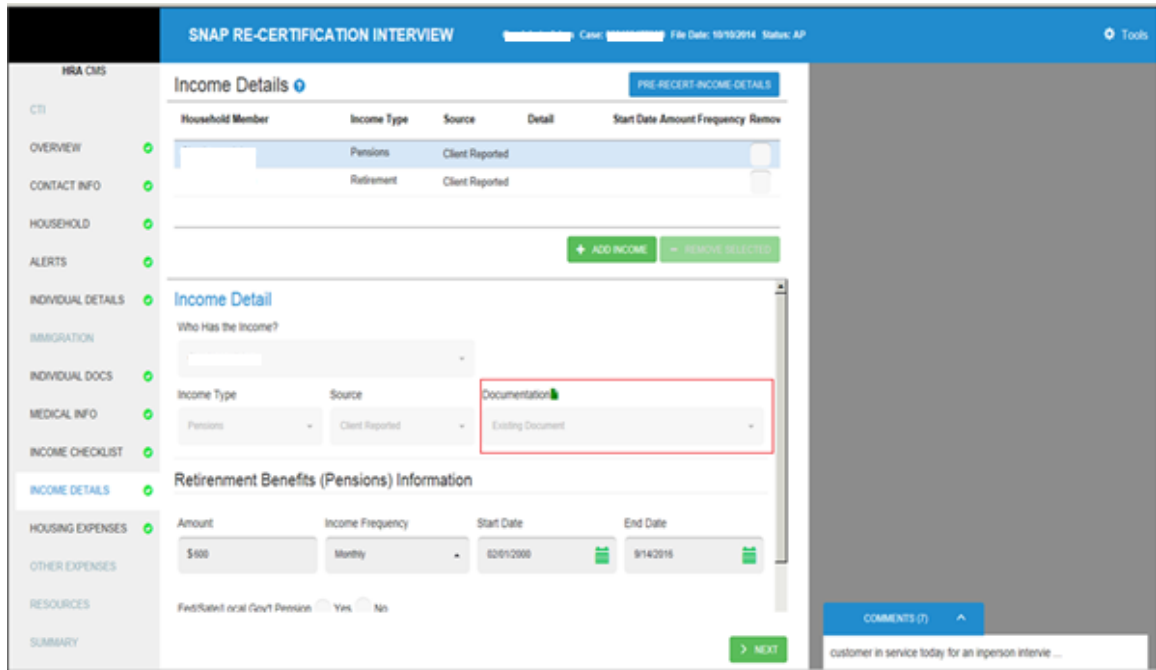 SNAP RE-CERTIFICATION INTERVIEW
Case: File Date: 10/10/2014 Status: AP
Tools
HRA CMS
CTI
OVERVIEW
CONTACT INFO
HOUSEHOLD
ALERTS
INDIVIDUAL DETAILS
IMMIGRATION
INDIVIDUAL DOCS
MEDICAL INFO
INCOME CHECKLIST
INCOME DETAILS
HOUSING EXPENSES
OTHER EXPENSES
RESOURCES
SUMMARY
Income Details
PRE-RECERT-INCOME-DETAILS
Household Member Income Type Source Detail Start Date Amount Frequency Remov
Pensions Client Reported
Retirement Client Reported
+ ADD INCOME - REMOVE SELECTED
Income Detail
Who Has the Income?
Income Type Source Documentation
Pensions Client Reported Existing Document
Retirenment Benefits (Pensions) Information
Amount Income Frequency Start Date End Date
$600 Monthly 02/01/2000 9/14/2016
Fed/Sate/Local Gov't Pension Yes No
> NEXT
COMMENTS (7)
customer in service today for an inperson intervie ...